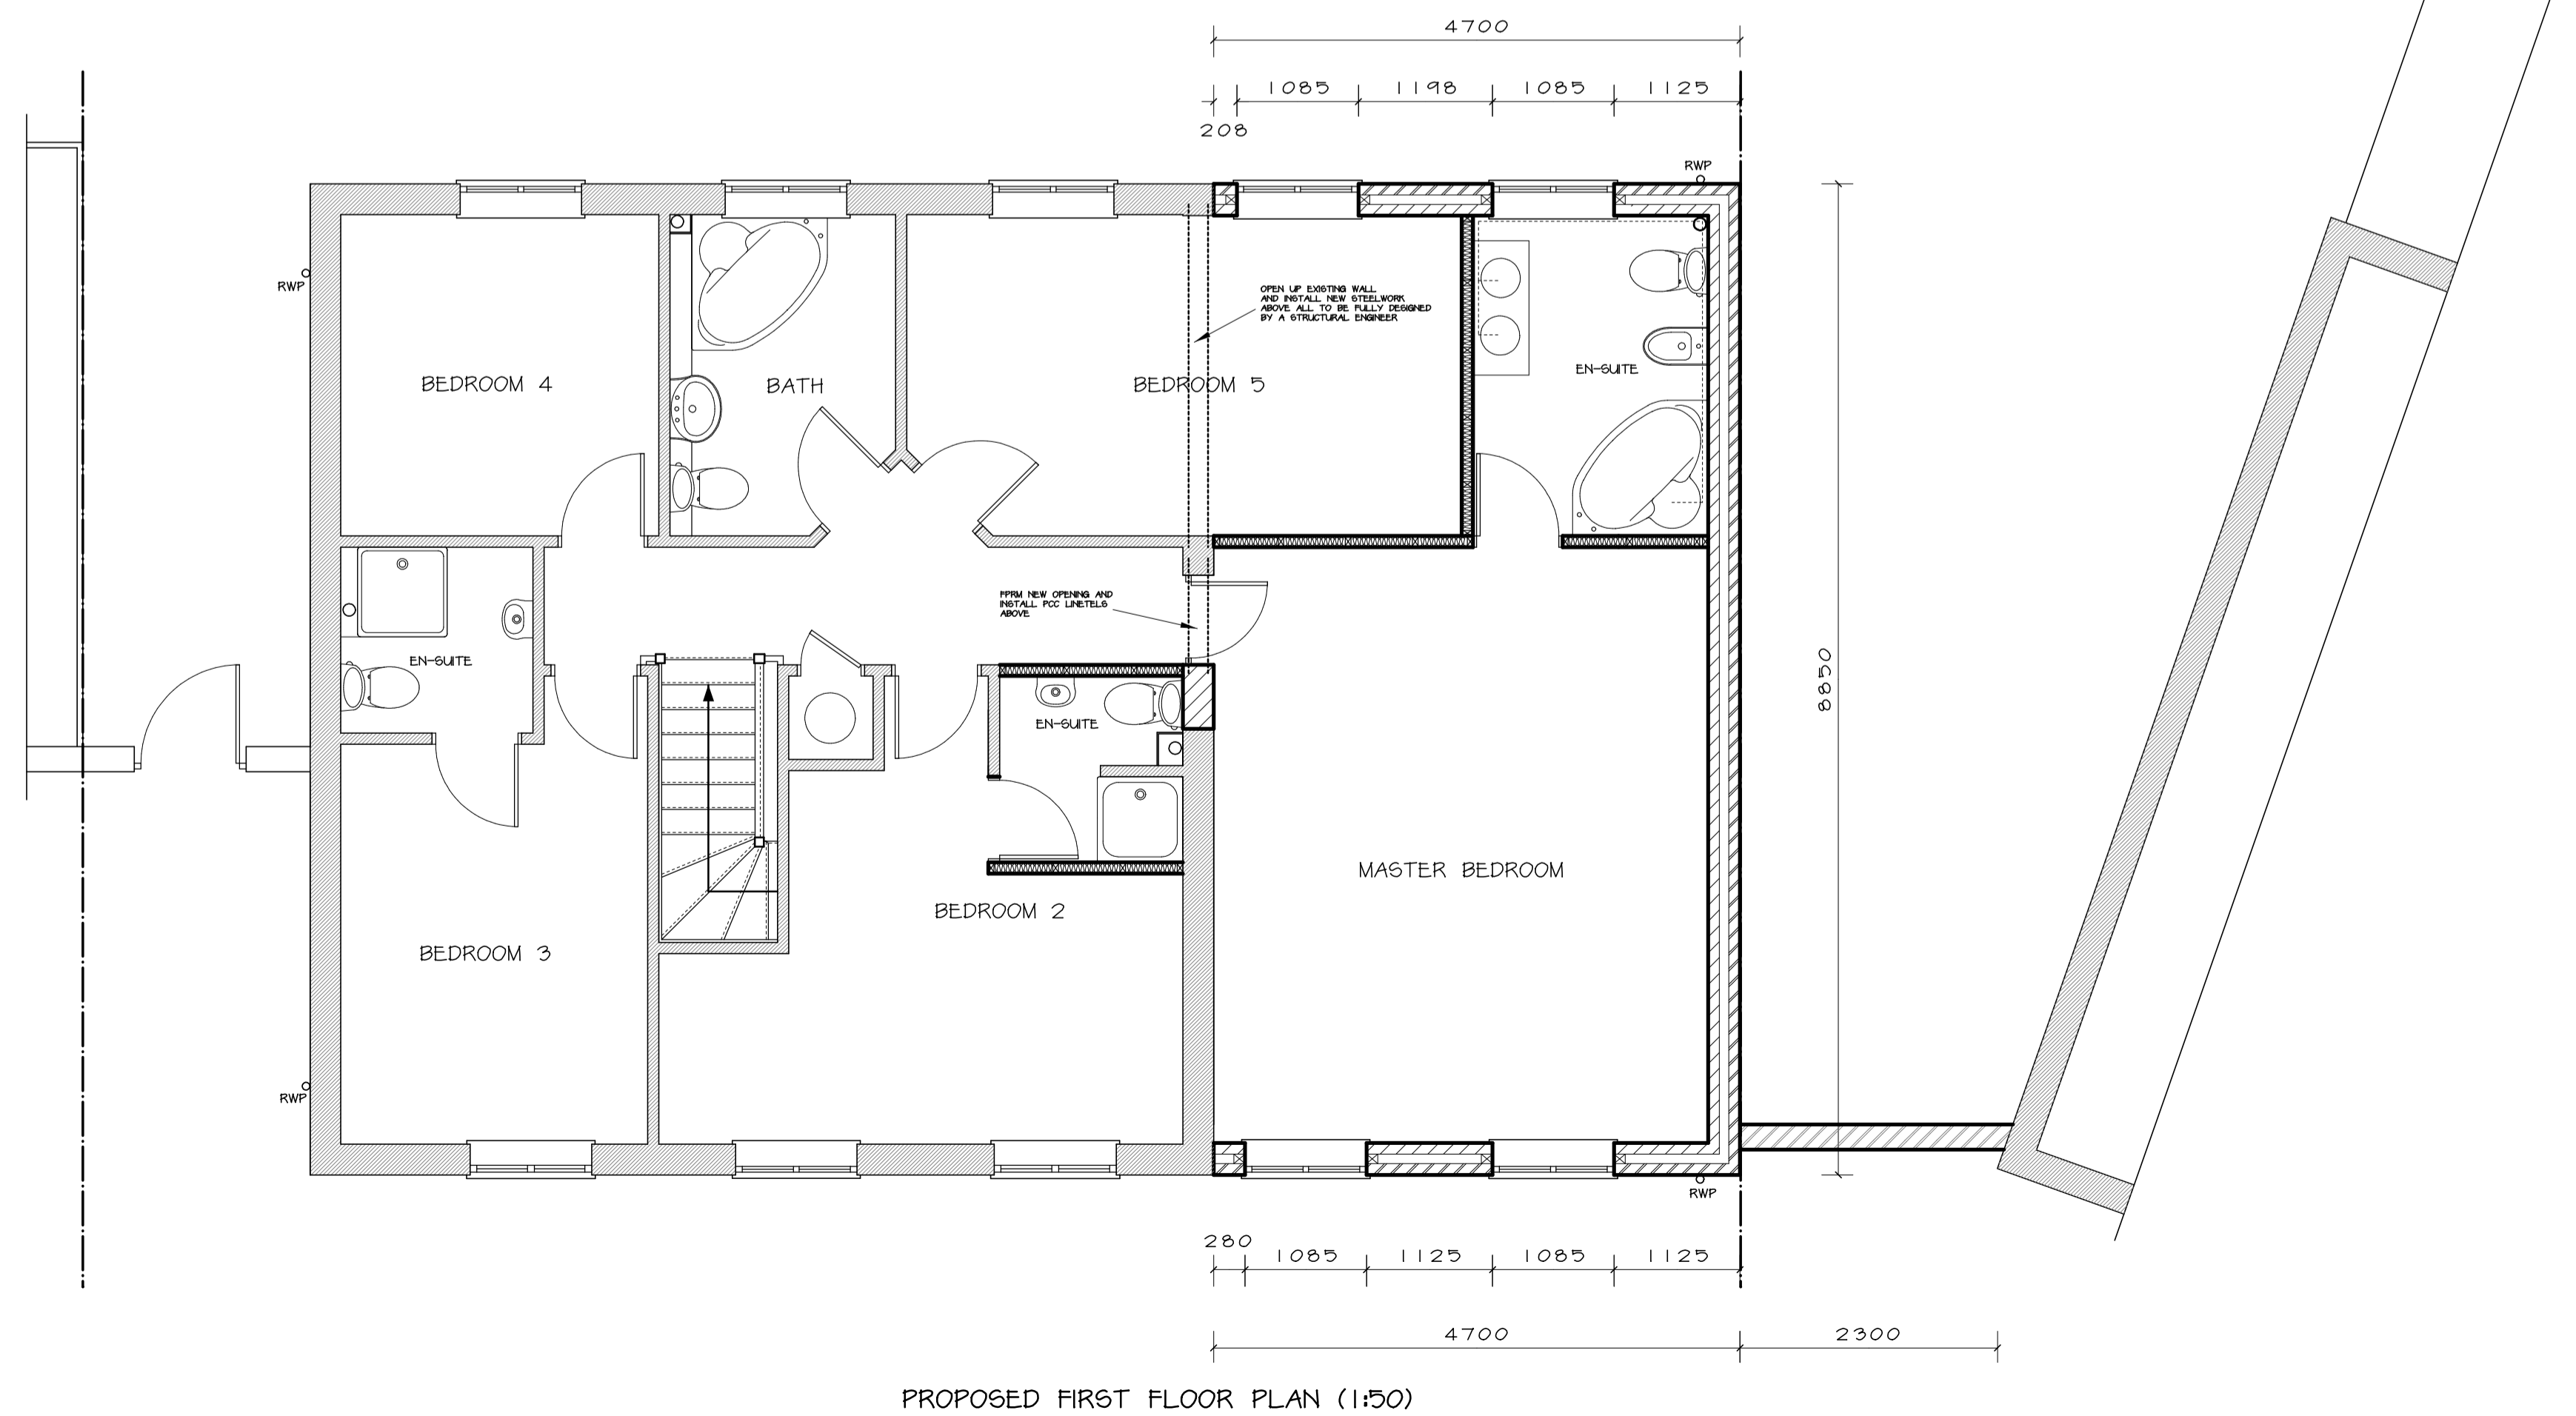 4700
1085 1198 1085 1125
208
RWP
RWP
OPEN UP EXISTING WALL
AND INSTALL NEW STEELWORK
ABOVE ALL TO BE FULLY DESIGNED
BY A STRUCTURAL ENGINEER
BEDROOM 4
BATH
BEDROOM 5
EN-SUITE
FPRM NEW OPENING AND
INSTALL PCC LINETELS
ABOVE
EN-SUITE
EN-SUITE
8850
MASTER BEDROOM
BEDROOM 2
BEDROOM 3
RWP
RWP
280
1085 1125 1085 1125
4700 2300
PROPOSED FIRST FLOOR PLAN (1:50)